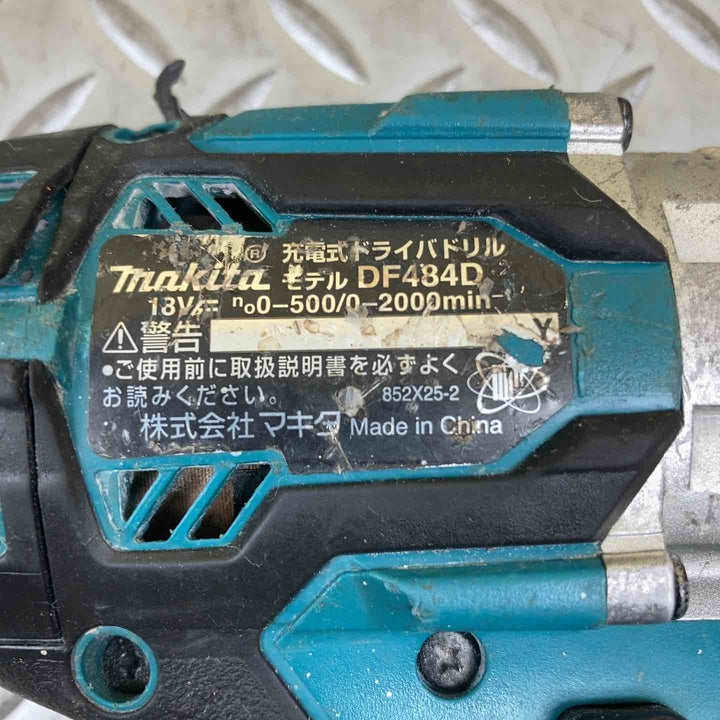 ® 充電式ドライバドリル
makita モデル DF484D
18V⎓ n₀0-500/0-2000min⁻
⚠警告 Y
●ご使用前に取扱説明書を必ずよく
お読みください。 852X25-2
株式会社 マキタ Made in China